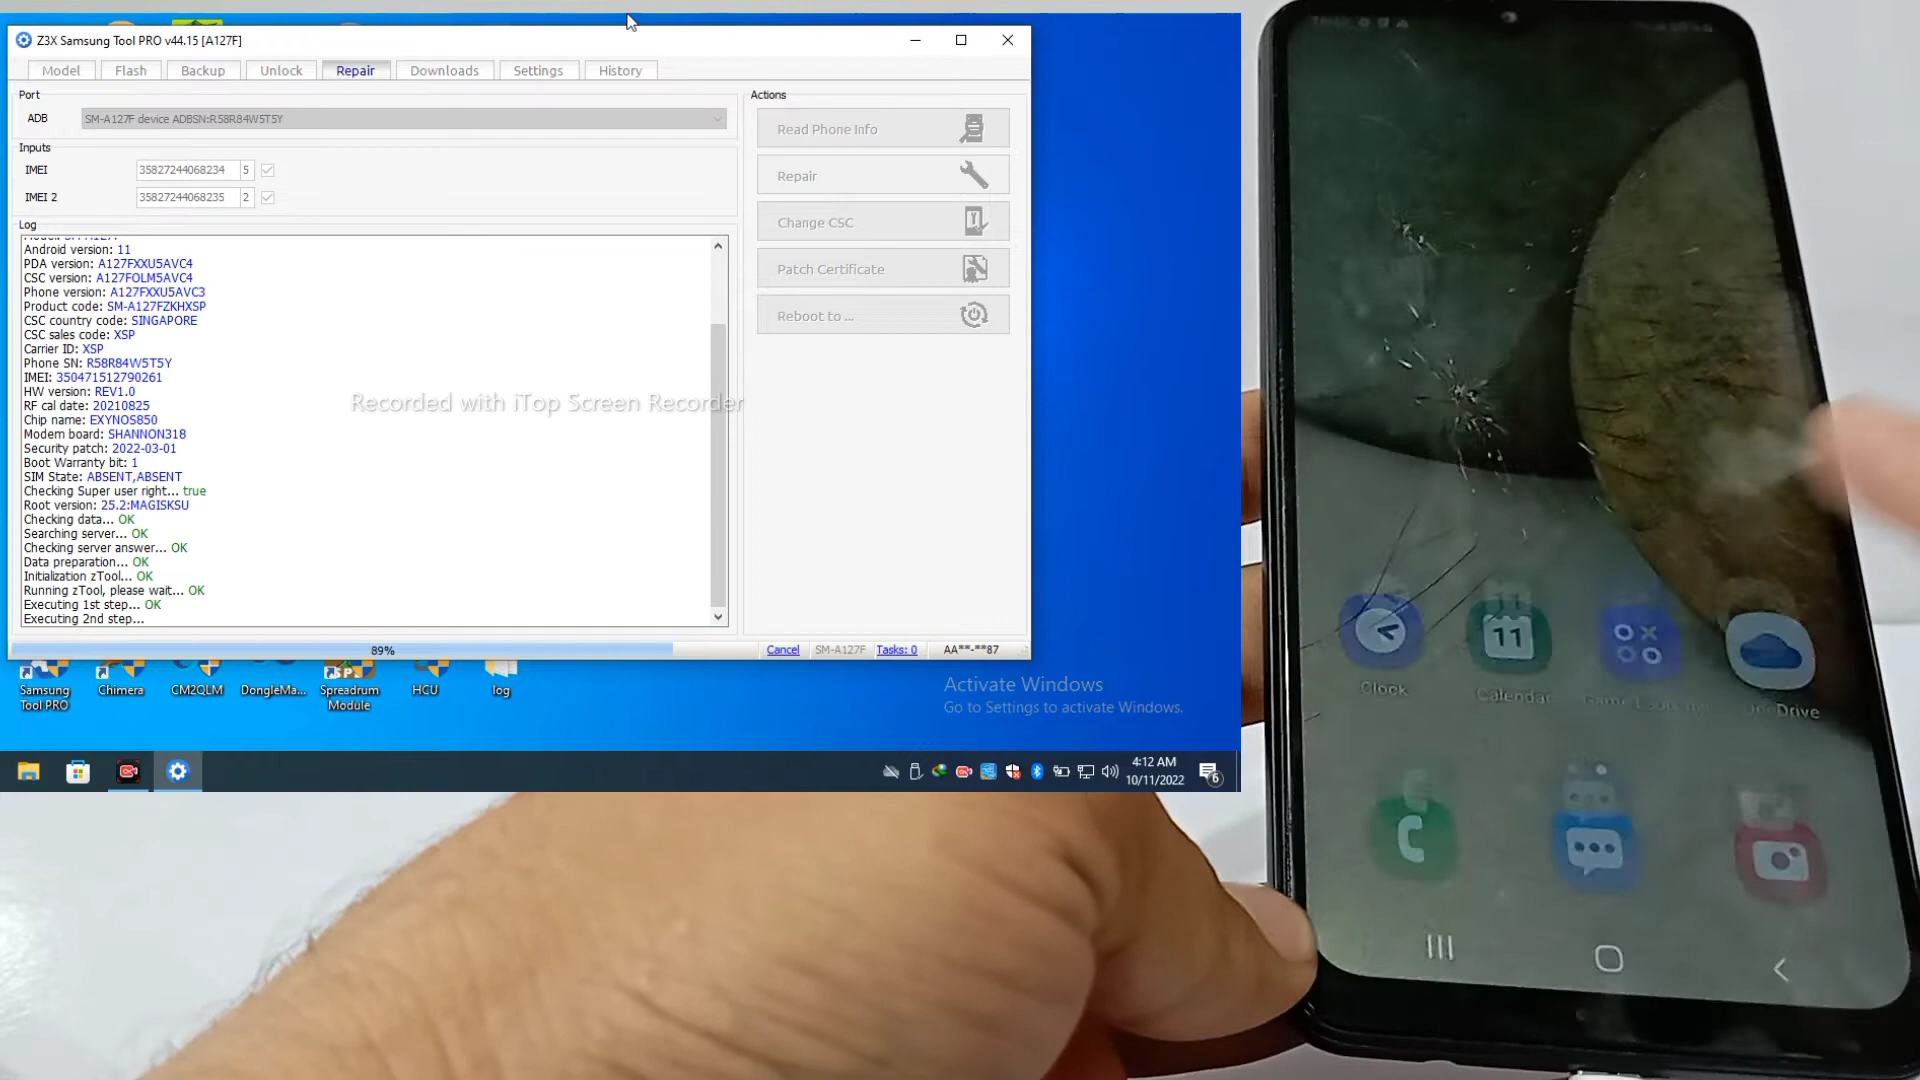 Z3X Samsung Tool PRO v44.15 [A127F]
Model Flash Backup Unlock Repair Downloads Settings History
Port
ADB SM-A127F device ADBSN:R58R84W5T5Y
Inputs
IMEI 35827244068234 5
IMEI 2 35827244068235 2
Log
Android version: 11
PDA version: A127FXXU5AVC4
CSC version: A127FOLM5AVC4
Phone version: A127FXXU5AVC3
Product code: SM-A127FZKHXSP
CSC country code: SINGAPORE
CSC sales code: XSP
Carrier ID: XSP
Phone SN: R58R84W5T5Y
IMEI: 350471512790261
HW version: REV1.0
RF cal date: 20210825
Chip name: EXYNOS850
Modem board: SHANNON318
Security patch: 2022-03-01
Boot Warranty bit: 1
SIM State: ABSENT,ABSENT
Checking Super user right... true
Root version: 25.2:MAGISKSU
Checking data... OK
Searching server... OK
Checking server answer... OK
Data preparation... OK
Initialization zTool... OK
Running zTool, please wait... OK
Executing 1st step... OK
Executing 2nd step...
Recorded with iTop Screen Recorder
Actions
Read Phone Info
Repair
Change CSC
Patch Certificate
Reboot to ...
89% Cancel SM-A127F Tasks: 0 AA**-**87
Samsung Tool PRO
Chimera
CM2QLM
DongleMa...
Spreadrum Module
HCU
log
Activate Windows
Go to Settings to activate Windows.
4:12 AM
10/11/2022
6
11
Clock
Calendar
OneDrive